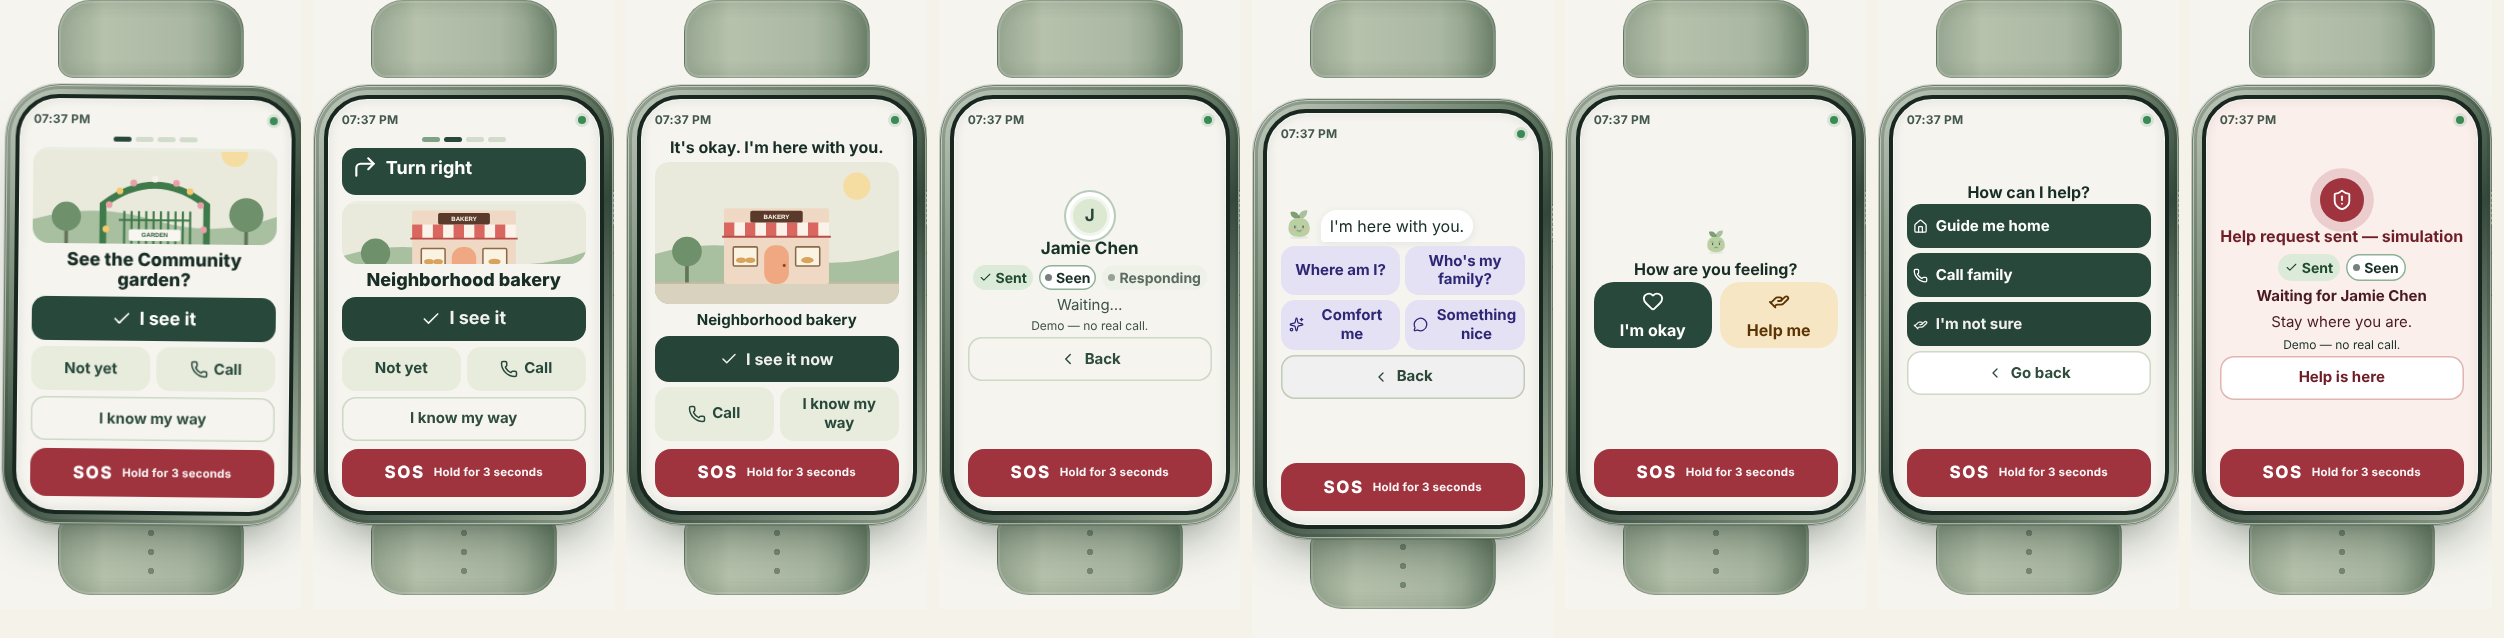 07:37 PM
GARDEN
See the Community
garden?
I see it
Not yet
Call
I know my way
SOS Hold for 3 seconds
07:37 PM
Turn right
BAKERY
Neighborhood bakery
I see it
Not yet
Call
I know my way
SOS Hold for 3 seconds
07:37 PM
It's okay. I'm here with you.
BAKERY
Neighborhood bakery
I see it now
Call
I know my
way
SOS Hold for 3 seconds
07:37 PM
J
Jamie Chen
Sent
Seen
Responding
Waiting...
Demo — no real call.
Back
SOS Hold for 3 seconds
07:37 PM
I'm here with you.
Where am I?
Who's my
family?
Comfort
me
Something
nice
Back
SOS Hold for 3 seconds
07:37 PM
How are you feeling?
I'm okay
Help me
SOS Hold for 3 seconds
07:37 PM
How can I help?
Guide me home
Call family
I'm not sure
Go back
SOS Hold for 3 seconds
07:37 PM
Help request sent — simulation
Sent
Seen
Waiting for Jamie Chen
Stay where you are.
Demo — no real call.
Help is here
SOS Hold for 3 seconds